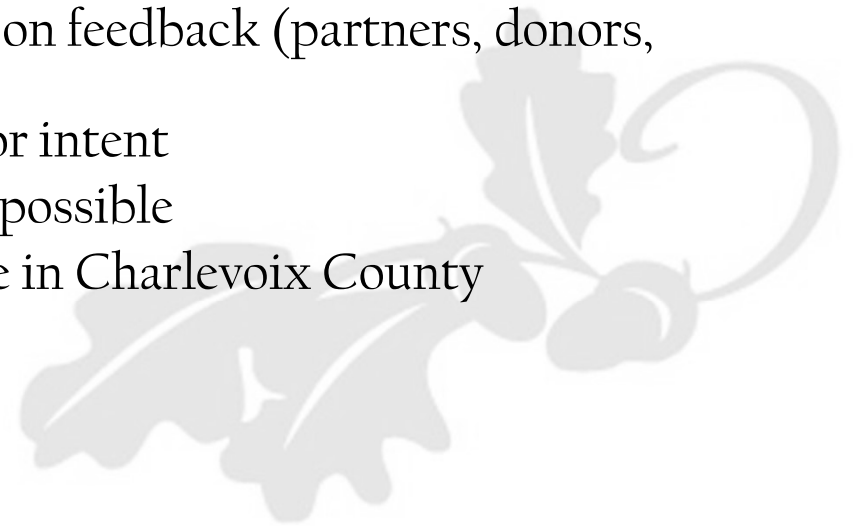 on feedback (partners, donors,
or intent
possible
e in Charlevoix County